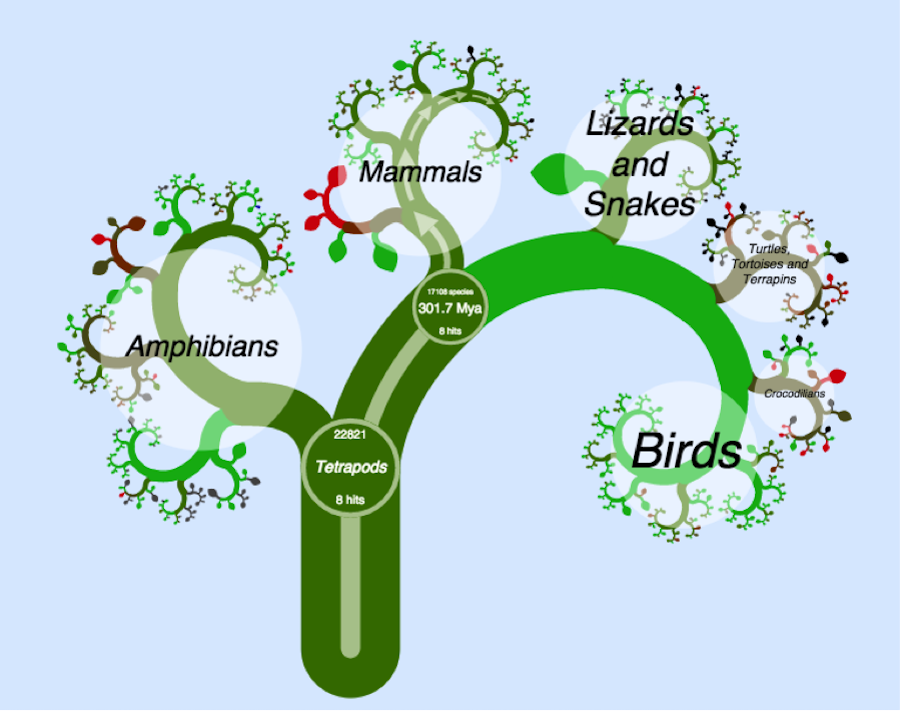 Mammals
Lizards
and
Snakes
Turtles,
Tortoises and
Terrapins
17108 species
301.7 Mya
8 hits
Amphibians
Crocodilians
Birds
22821
Tetrapods
8 hits